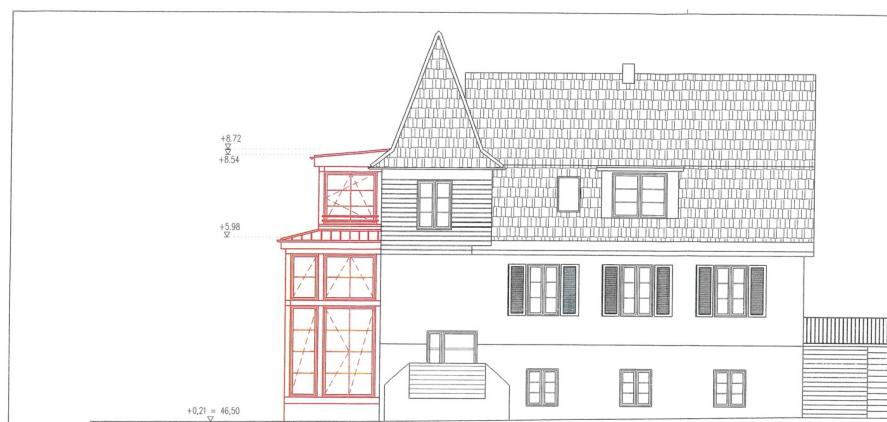 +8.72
+8.54
+5.98
+0,21 = 46,50